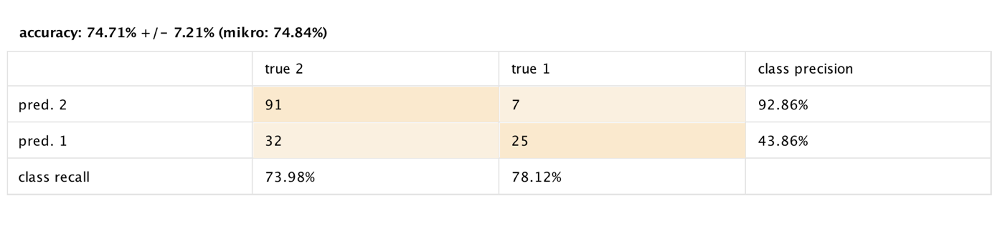 accuracy: 74.71% +/- 7.21% (mikro: 74.84%)
true 2 true 1 class precision
pred. 2 91 7 92.86%
pred. 1 32 25 43.86%
class recall 73.98% 78.12%